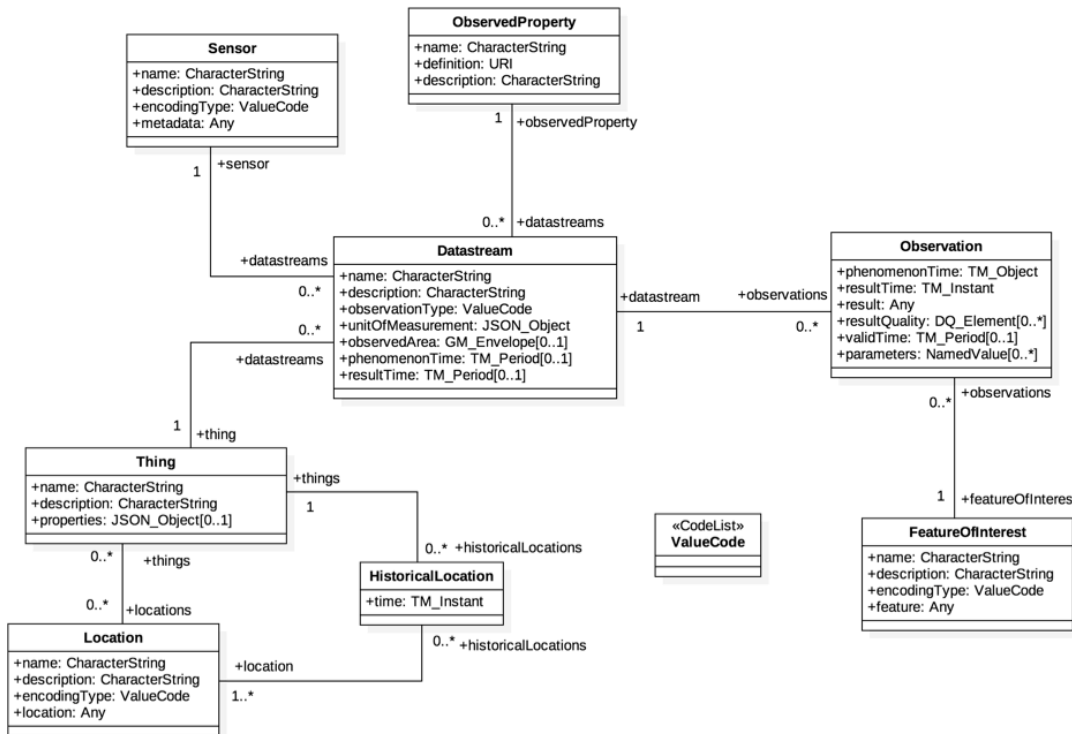 ObservedProperty
+name: CharacterString
+definition: URI
+description: CharacterString
Sensor
+name: CharacterString
+description: CharacterString
+encodingType: ValueCode
+metadata: Any
1
+sensor
1
+observedProperty
0..*
+datastreams
+datastreams
0..*
Datastream
+name: CharacterString
+description: CharacterString
+observationType: ValueCode
+unitOfMeasurement: JSON_Object
+observedArea: GM_Envelope[0..1]
+phenomenonTime: TM_Period[0..1]
+resultTime: TM_Period[0..1]
+datastream
1
+observations
0..*
Observation
+phenomenonTime: TM_Object
+resultTime: TM_Instant
+result: Any
+resultQuality: DQ_Element[0..*]
+validTime: TM_Period[0..1]
+parameters: NamedValue[0..*]
0..*
+datastreams
1
+thing
0..*
+observations
1
+featureOfInteres
Thing
+name: CharacterString
+description: CharacterString
+properties: JSON_Object[0..1]
+things
1
0..*
+historicalLocations
0..*
+things
0..*
+locations
HistoricalLocation
+time: TM_Instant
0..*
+historicalLocations
«CodeList»
ValueCode
FeatureOfInterest
+name: CharacterString
+description: CharacterString
+encodingType: ValueCode
+feature: Any
Location
+name: CharacterString
+description: CharacterString
+encodingType: ValueCode
+location: Any
+location
1..*